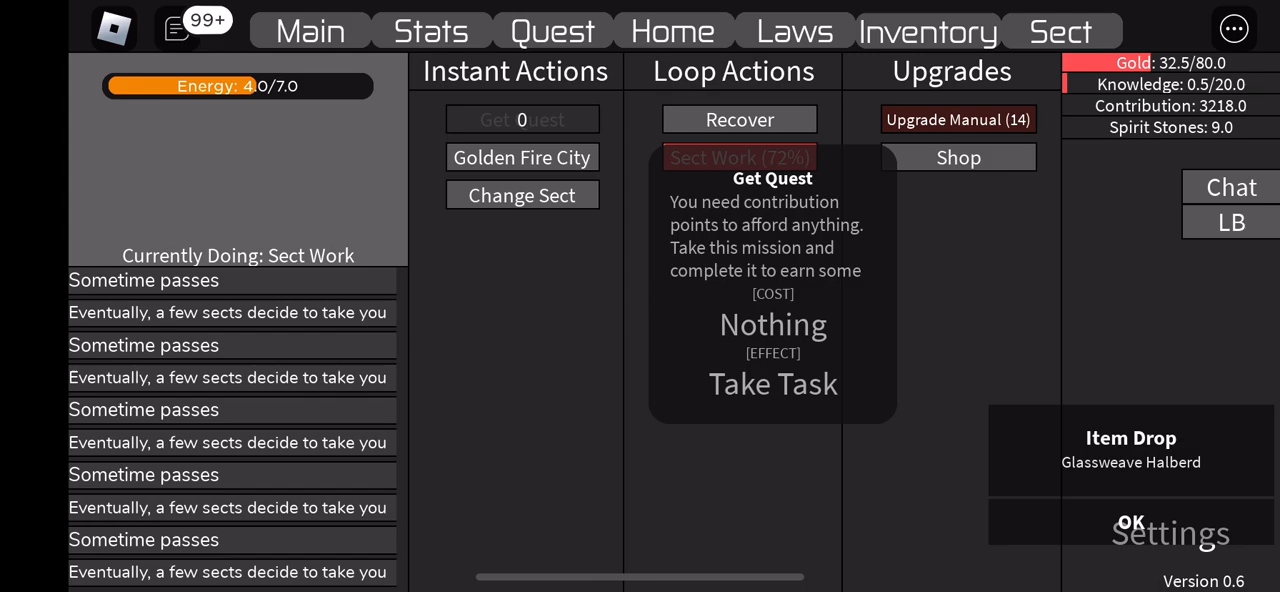 99+
Main
Stats
Quest
Home
Laws
Inventory
Sect
Energy: 4.0/7.0
Currently Doing: Sect Work
Sometime passes
Eventually, a few sects decide to take you
Sometime passes
Eventually, a few sects decide to take you
Sometime passes
Eventually, a few sects decide to take you
Sometime passes
Eventually, a few sects decide to take you
Sometime passes
Eventually, a few sects decide to take you
Instant Actions
Get Quest
0
Golden Fire City
Change Sect
Loop Actions
Recover
Sect Work (72%)
Get Quest
You need contribution
points to afford anything.
Take this mission and
complete it to earn some
[COST]
Nothing
[EFFECT]
Take Task
Upgrades
Upgrade Manual (14)
Shop
Gold: 32.5/80.0
Knowledge: 0.5/20.0
Contribution: 3218.0
Spirit Stones: 9.0
Chat
LB
Item Drop
Glassweave Halberd
OK
Settings
Version 0.6